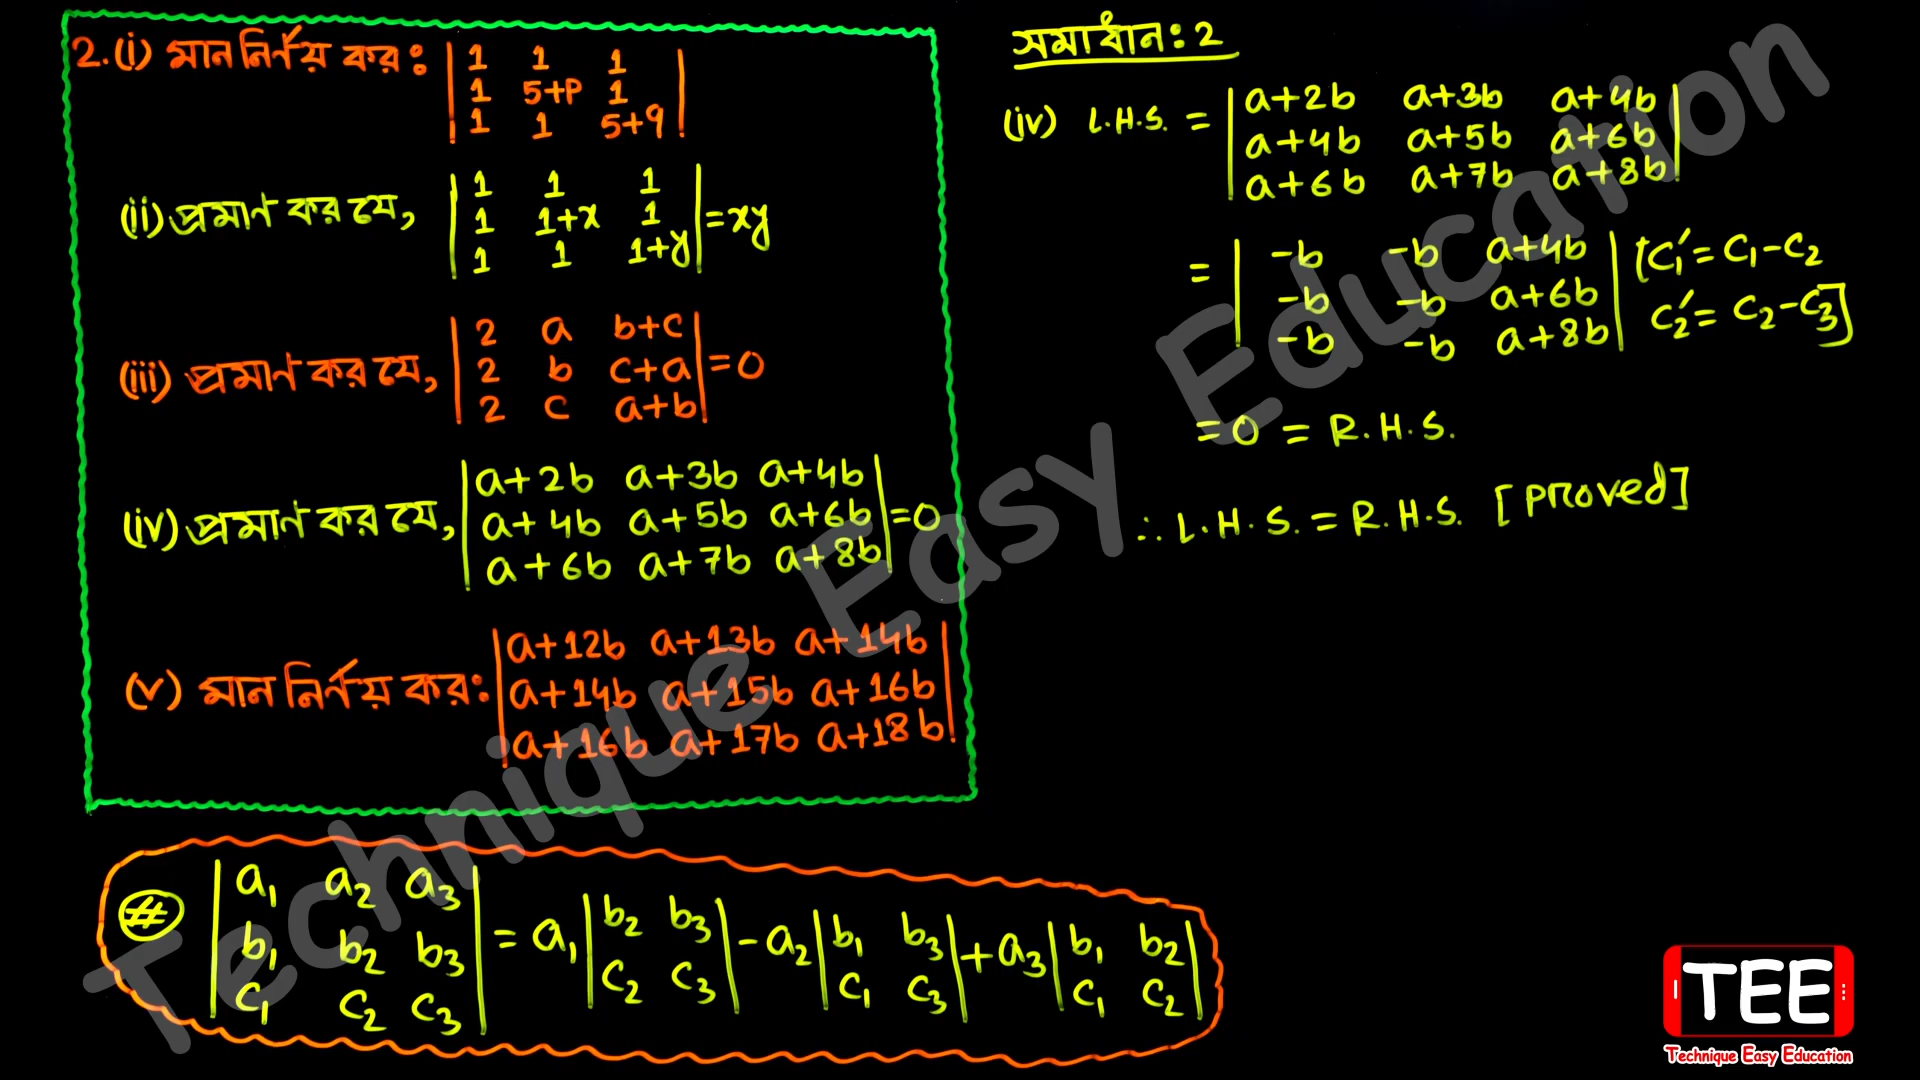 2.(i) মান নির্ণয় কর: | 1 1 1 |
| 1 5+p 1 |
| 1 1 5+q |
(ii) প্রমাণ কর যে, | 1 1 1 |
| 1 1+x 1 | = xy
| 1 1 1+y |
(iii) প্রমাণ কর যে, | 2 a b+c |
| 2 b c+a | = 0
| 2 c a+b |
(iv) প্রমাণ কর যে, | a+2b a+3b a+4b |
| a+4b a+5b a+6b | = 0
| a+6b a+7b a+8b |
(v) মান নির্ণয় কর: | a+12b a+13b a+14b |
| a+14b a+15b a+16b |
| a+16b a+17b a+18b |
# | a₁ a₂ a₃ |
| b₁ b₂ b₃ | = a₁ | b₂ b₃ | - a₂ | b₁ b₃ | + a₃ | b₁ b₂ |
| c₁ c₂ c₃ | | c₂ c₃ | | c₁ c₃ | | c₁ c₂ |
সমাধান: 2
(iv) L.H.S. = | a+2b a+3b a+4b |
| a+4b a+5b a+6b |
| a+6b a+7b a+8b |
= | -b -b a+4b | [C₁′ = C₁-C₂
| -b -b a+6b | C₂′ = C₂-C₃]
| -b -b a+8b |
= 0 = R.H.S.
∴ L.H.S. = R.H.S. [Proved]
Technique Easy Education
TEE
Technique Easy Education